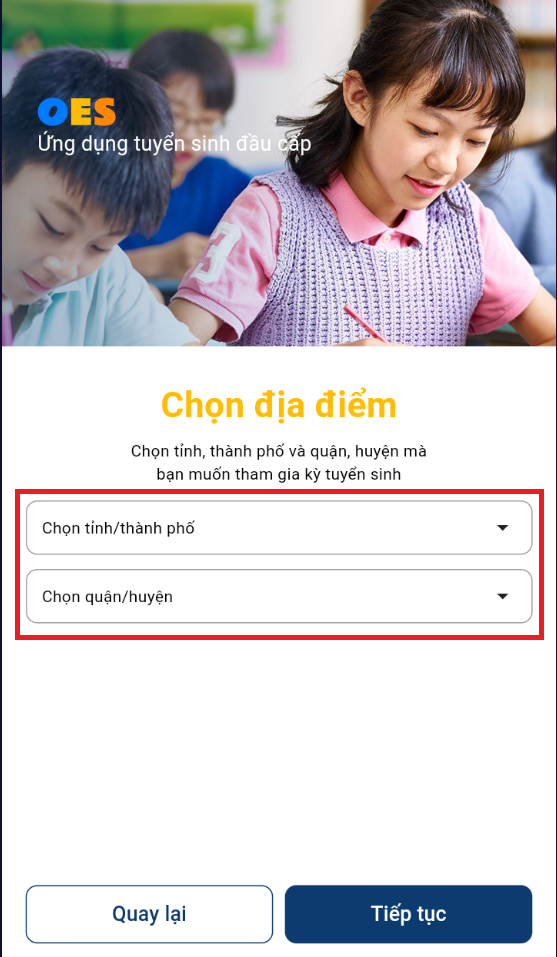 OES
Ứng dụng tuyển sinh đầu cấp
3
Chọn địa điểm
Chọn tỉnh, thành phố và quận, huyện mà
bạn muốn tham gia kỳ tuyển sinh
Chọn tỉnh/thành phố
Chọn quận/huyện
Quay lại
Tiếp tục